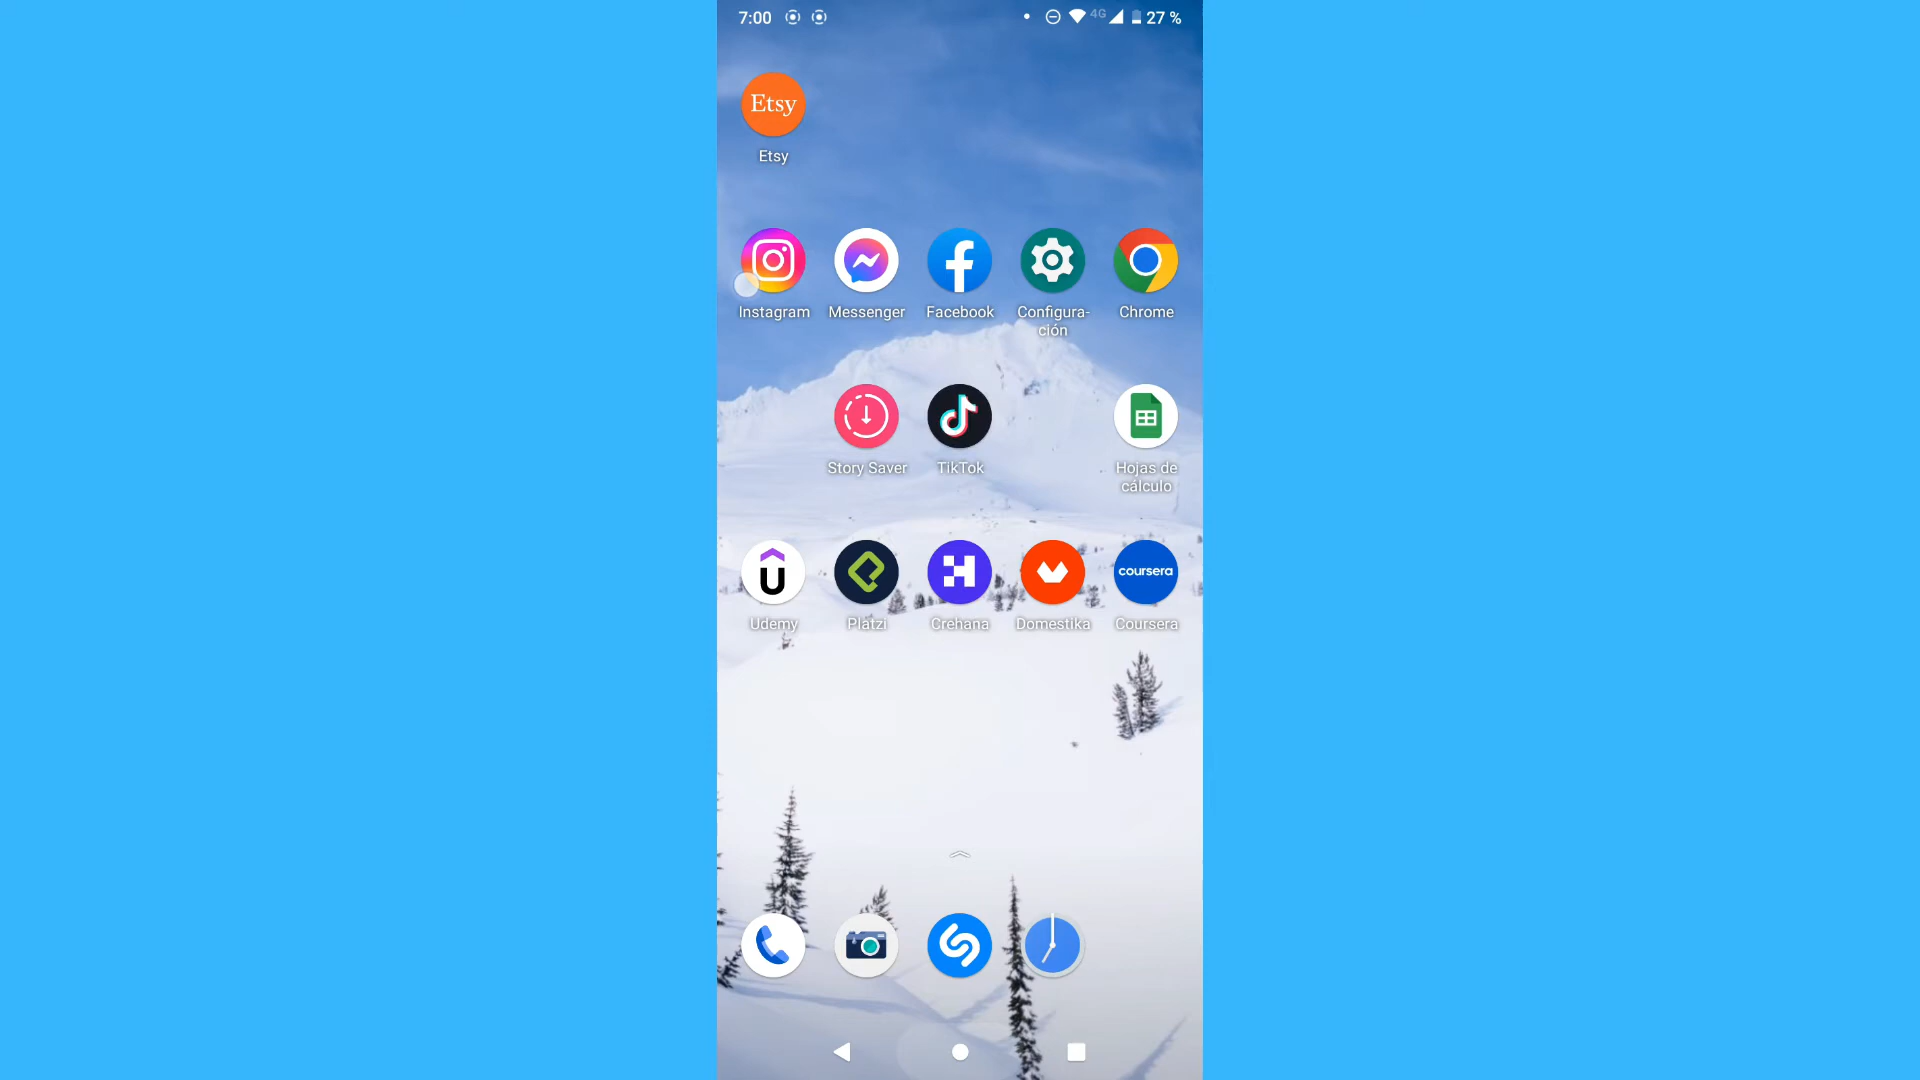 7:00
4G 27 %
Etsy
Etsy
Instagram Messenger Facebook Configura-
ción
Chrome
Story Saver TikTok Hojas de
cálculo
coursera
Udemy Platzi Crehana Domestika Coursera